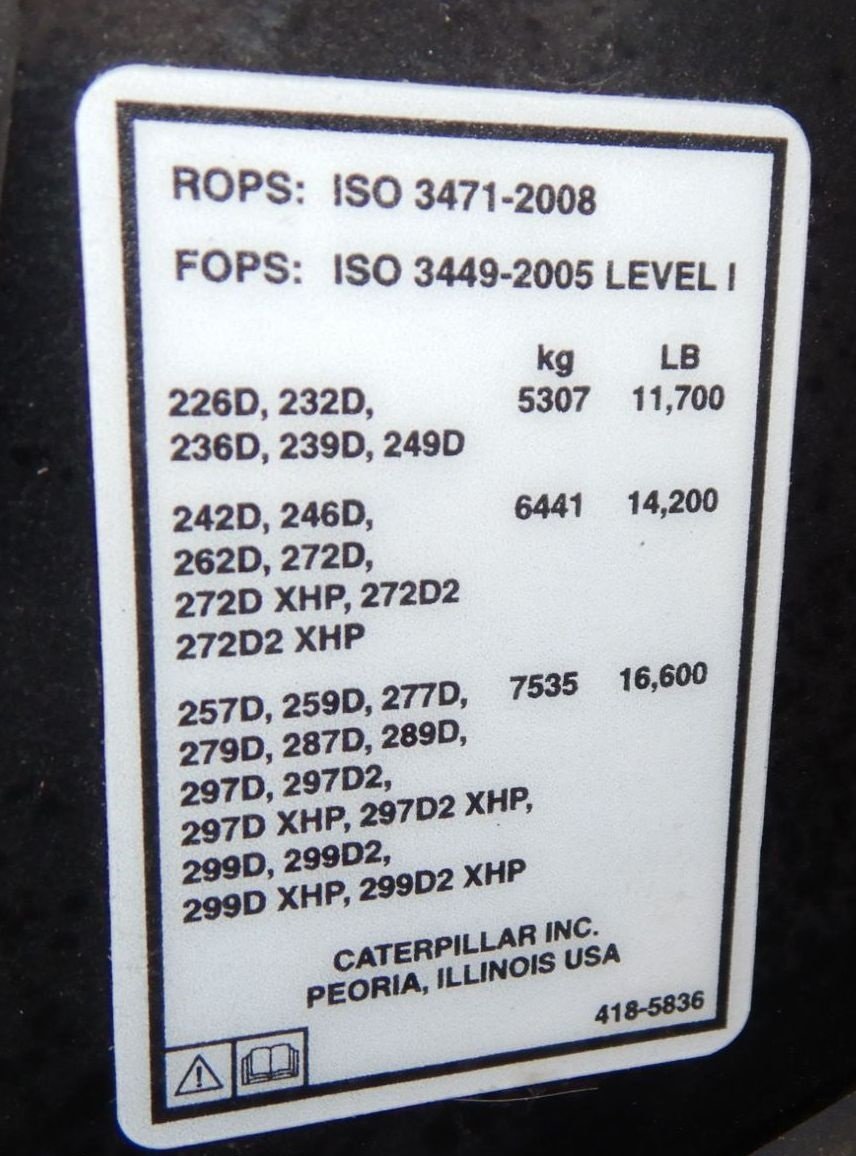 ROPS: ISO 3471-2008
FOPS: ISO 3449-2005 LEVEL I
kg LB
226D, 232D, 5307 11,700
236D, 239D, 249D
242D, 246D, 6441 14,200
262D, 272D,
272D XHP, 272D2
272D2 XHP
257D, 259D, 277D, 7535 16,600
279D, 287D, 289D,
297D, 297D2,
297D XHP, 297D2 XHP,
299D, 299D2,
299D XHP, 299D2 XHP
CATERPILLAR INC.
PEORIA, ILLINOIS USA
418-5836